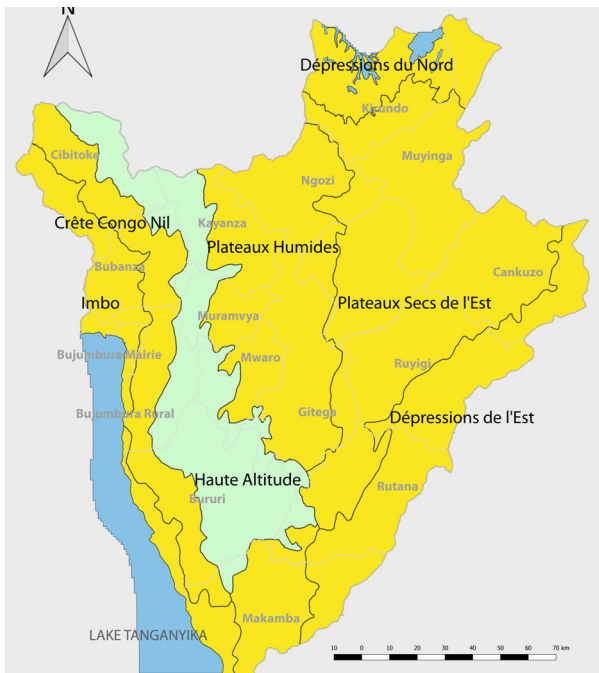 N
Dépressions du Nord
Kirundo
Cibitoke
Muyinga
Ngozi
Crête Congo Nil
Kayanza
Plateaux Humides
Bubanza
Cankuzo
Imbo
Plateaux Secs de l'Est
Muramvya
Bujumbura Mairie
Mwaro
Ruyigi
Bujumbura Rural
Gitega
Dépressions de l'Est
Haute Altitude
Rutana
Bururi
Makamba
LAKE TANGANYIKA
10 0 10 20 30 40 50 60 70 km